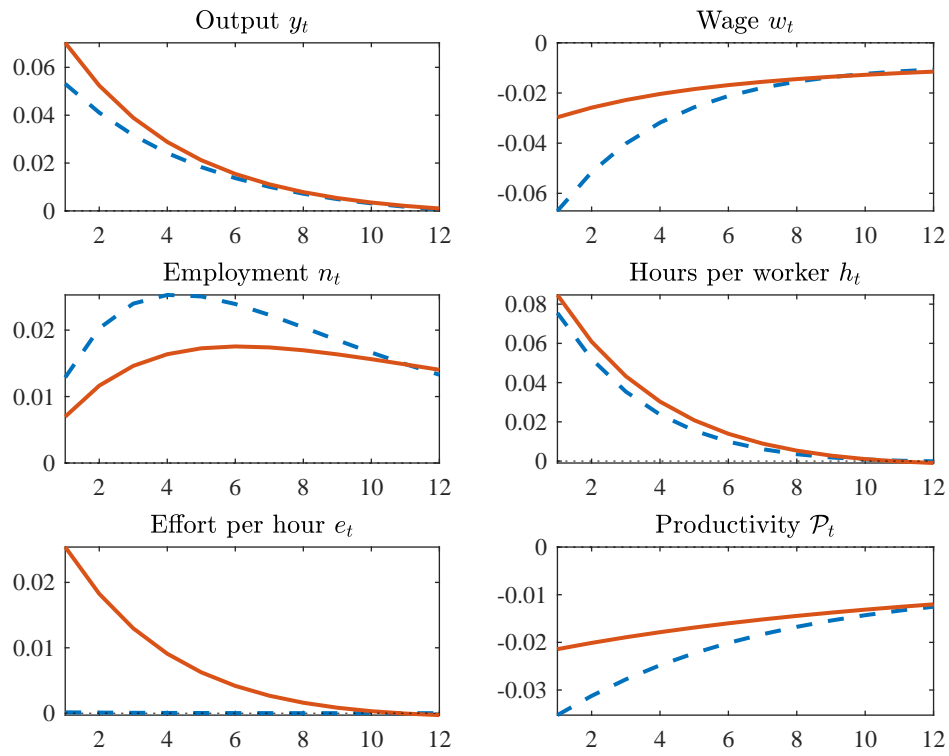 Output y_t
0.06
0.04
0.02
0
2 4 6 8 10 12
Wage w_t
0
-0.02
-0.04
-0.06
2 4 6 8 10 12
Employment n_t
0.02
0.01
0
2 4 6 8 10 12
Hours per worker h_t
0.08
0.06
0.04
0.02
0
2 4 6 8 10 12
Effort per hour e_t
0.02
0.01
0
2 4 6 8 10 12
Productivity 𝒫_t
0
-0.01
-0.02
-0.03
2 4 6 8 10 12